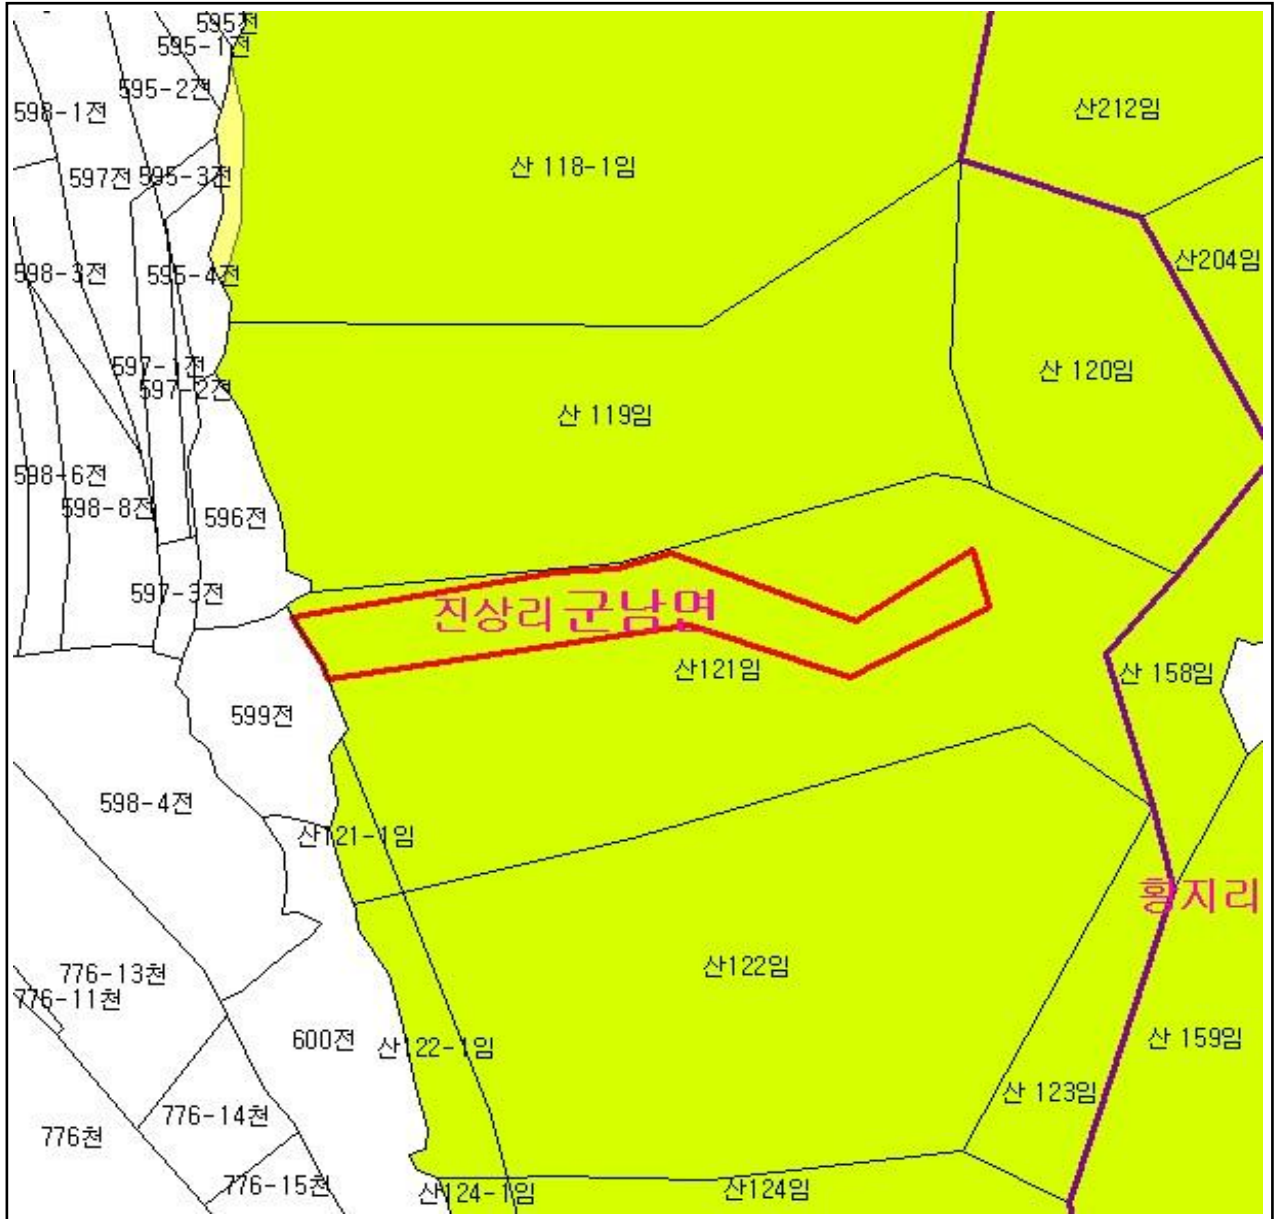 595전
595-1전
595-2전
598-1전
산212임
산 118-1임
597전
595-3전
산204임
598-3전
595-4전
597-1전
597-2전
산 120임
산 119임
598-6전
598-8전
596전
597-3전
진상리 군남면
산121임
산 158임
599전
598-4전
산121-1임
황지리
776-13천
776-11천
산122임
600전
산122-1임
산 159임
산 123임
776-14천
776천
776-15천
산124-1임
산124임